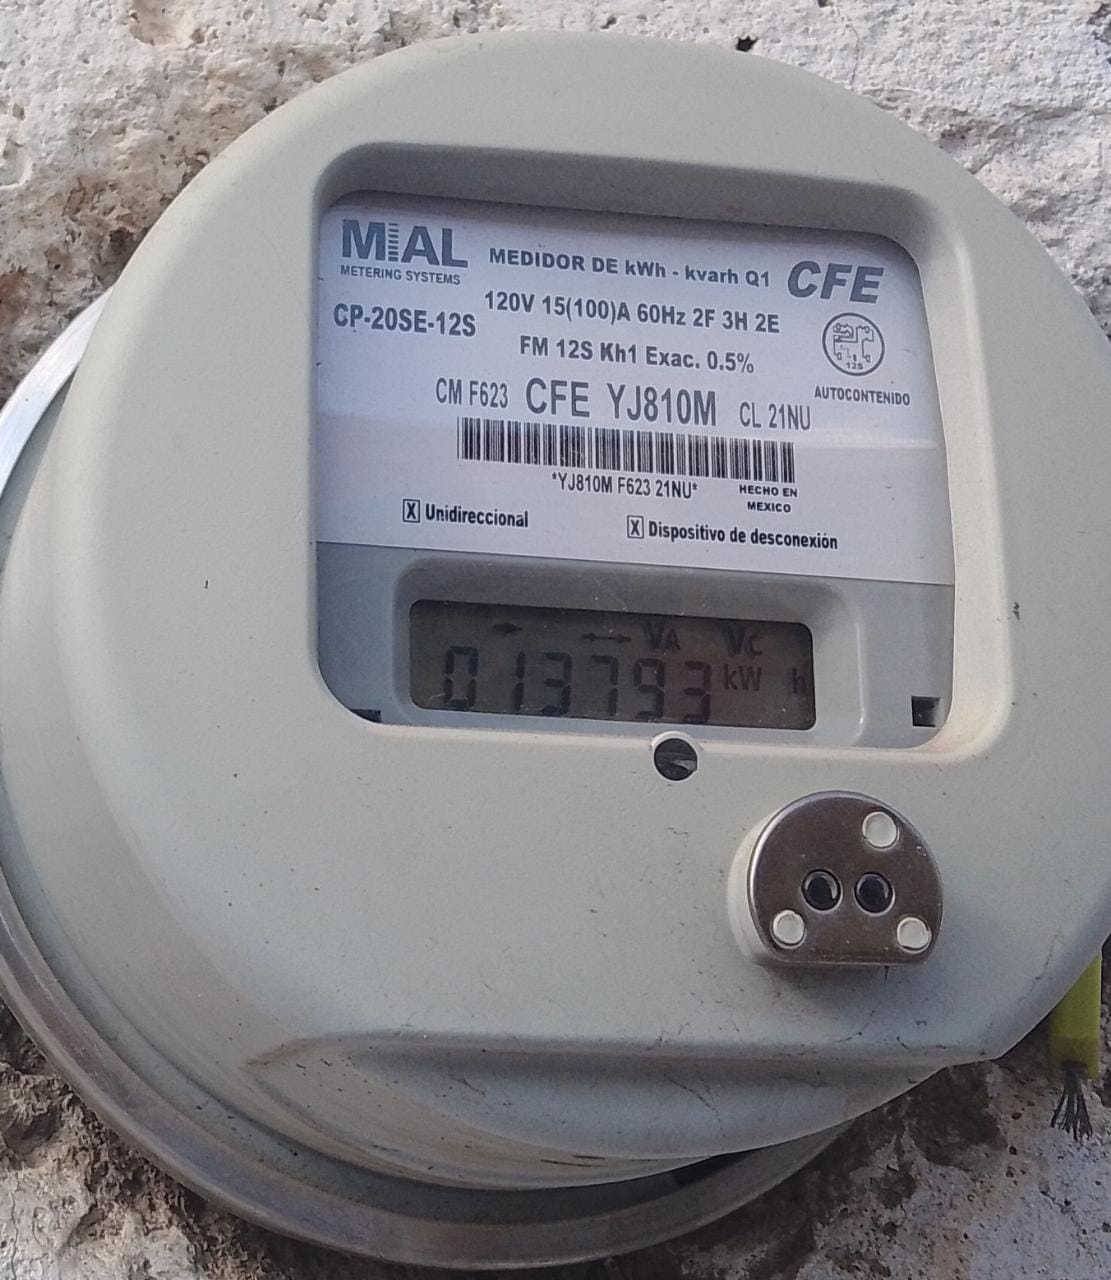 MIAL
METERING SYSTEMS
MEDIDOR DE kWh - kvarh Q1
CFE
CP-20SE-12S
120V 15(100)A 60Hz 2F 3H 2E
FM 12S Kh1 Exac. 0.5%
12S
AUTOCONTENIDO
CM F623 CFE YJ810M CL 21NU
*YJ810M F623 21NU*
HECHO EN
MEXICO
X Unidireccional
X Dispositivo de desconexión
VA VC
013793 kW h